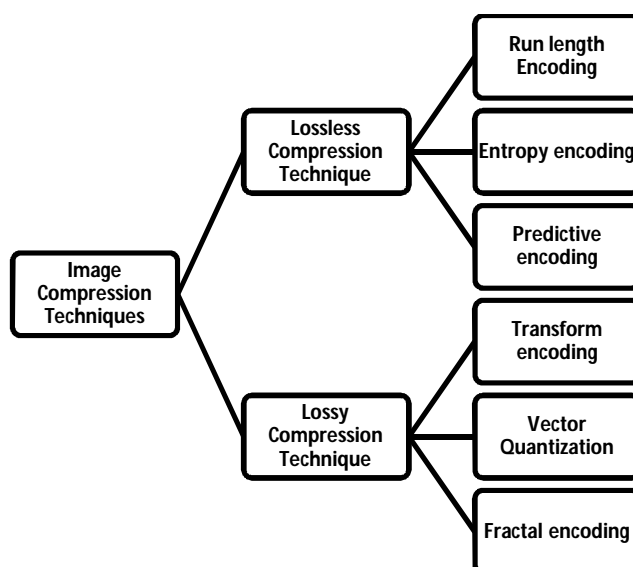 Image
Compression
Techniques
Lossless
Compression
Technique
Run length
Encoding
Entropy encoding
Predictive
encoding
Lossy
Compression
Technique
Transform
encoding
Vector
Quantization
Fractal encoding